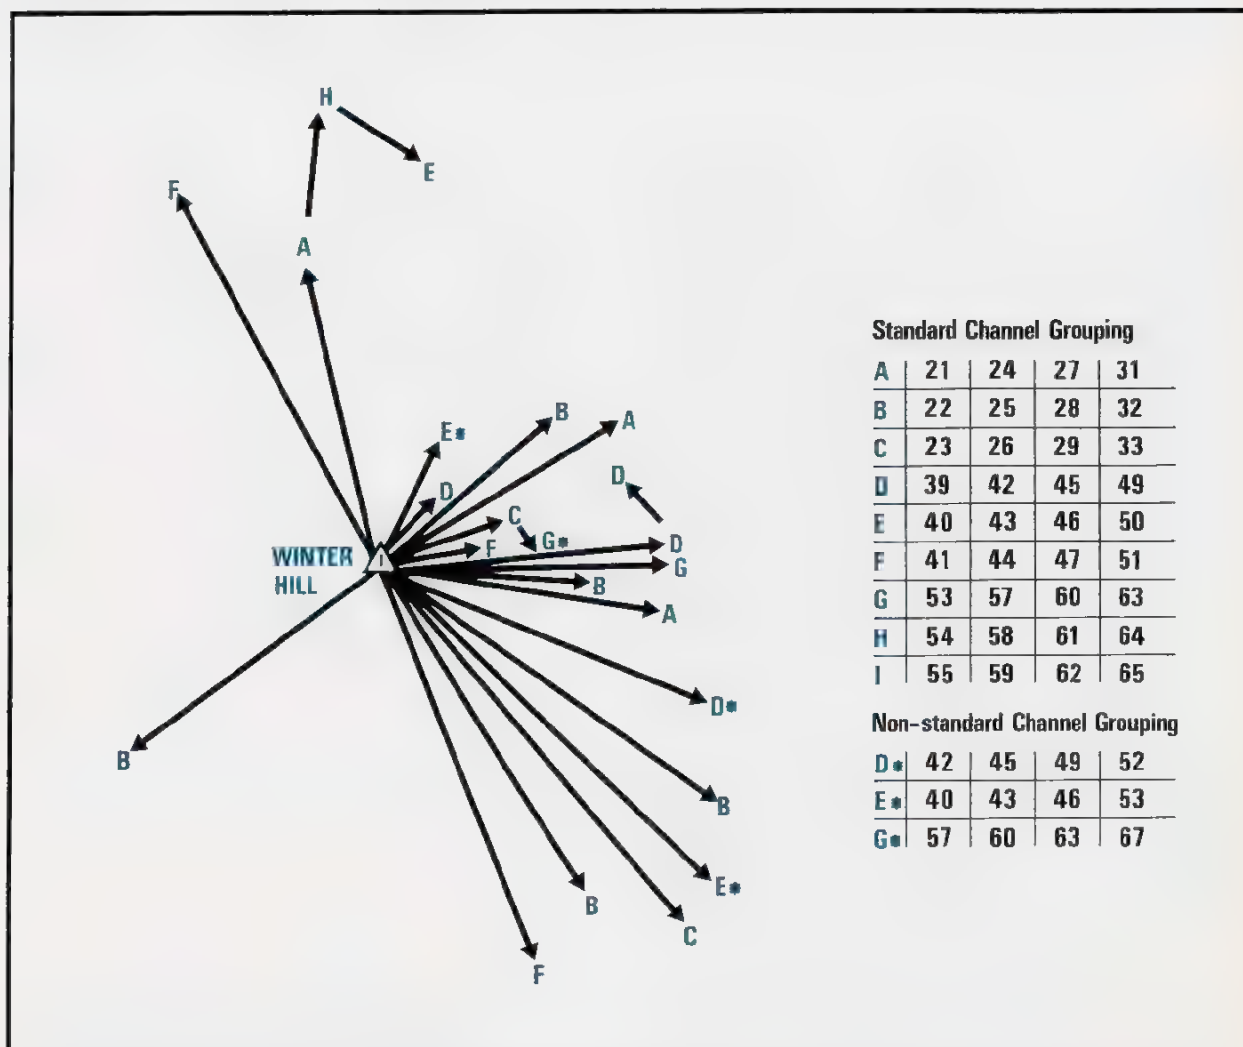 H
E
F
A
E*
B
A
D
D
C
G*
F
D
G
B
A
WINTER
HILL
I
D*
B
B
E*
B
C
F
Standard Channel Grouping
A 21 24 27 31
B 22 25 28 32
C 23 26 29 33
D 39 42 45 49
E 40 43 46 50
F 41 44 47 51
G 53 57 60 63
H 54 58 61 64
I 55 59 62 65
Non-standard Channel Grouping
D* 42 45 49 52
E* 40 43 46 53
G* 57 60 63 67